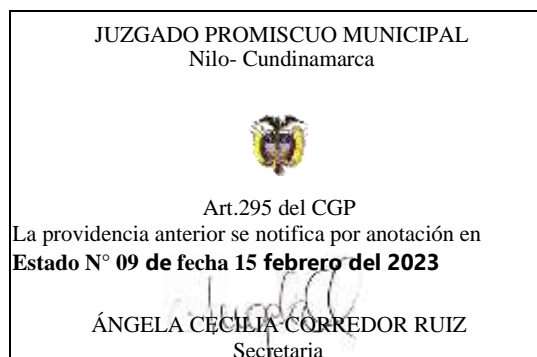 JUZGADO PROMISCUO MUNICIPAL
Nilo- Cundinamarca
Art.295 del CGP
La providencia anterior se notifica por anotación en
Estado N° 09 de fecha 15 febrero del 2023
ÁNGELA CECILIA CORREDOR RUIZ
Secretaria